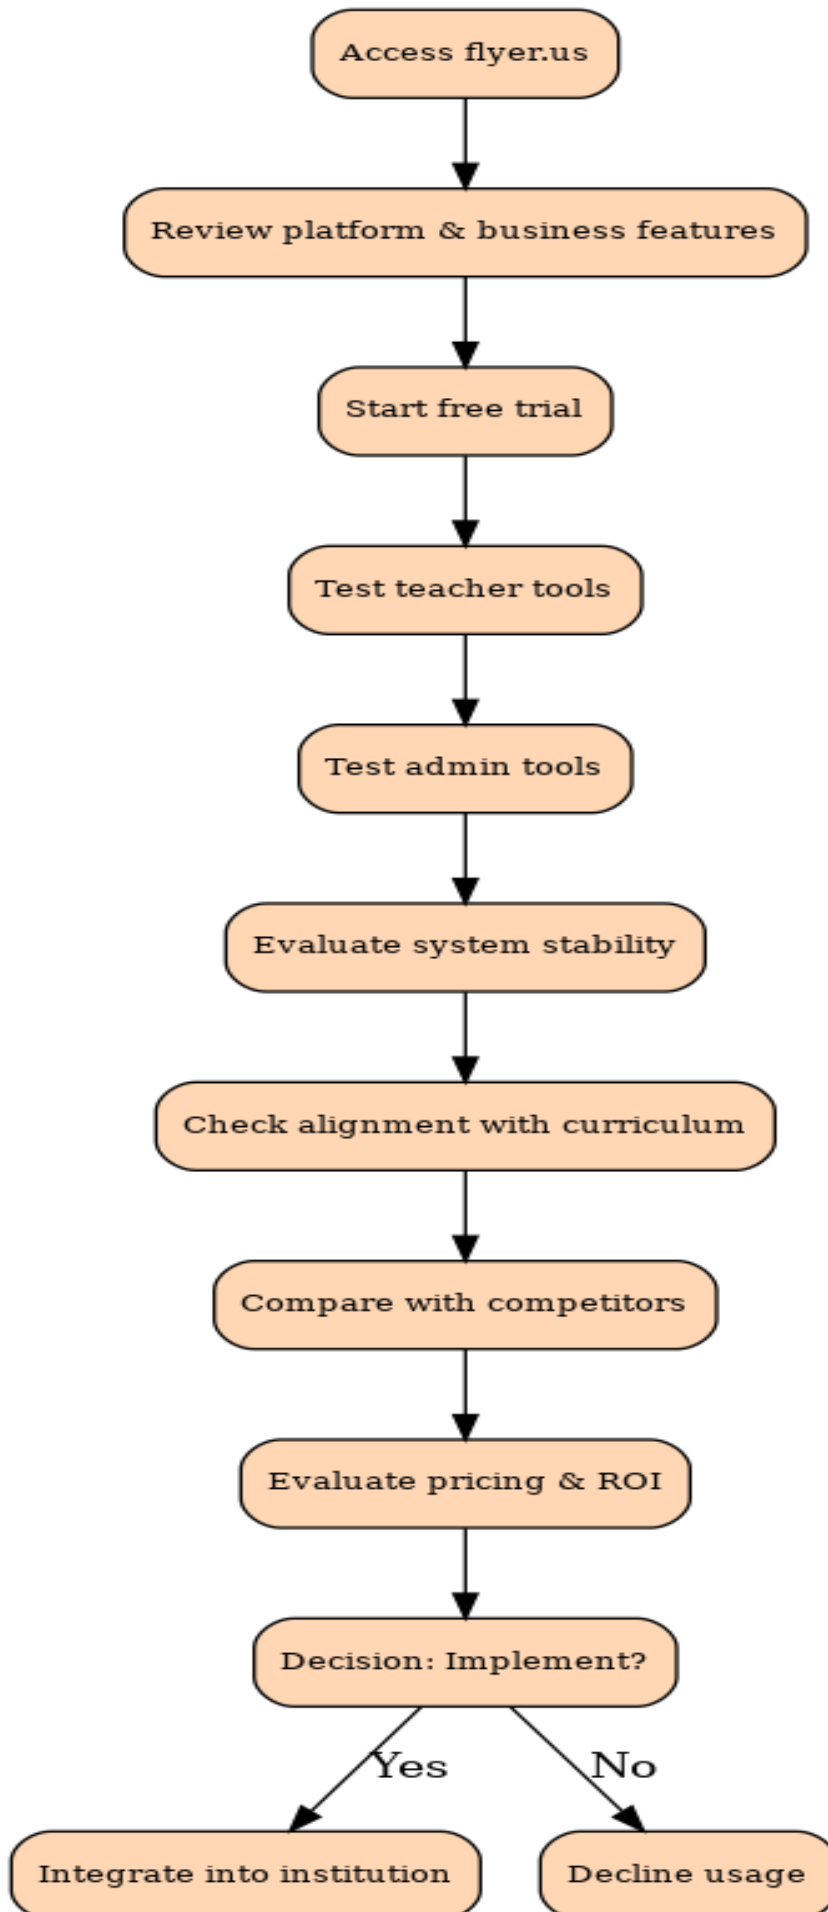 Access flyer.us
Review platform & business features
Start free trial
Test teacher tools
Test admin tools
Evaluate system stability
Check alignment with curriculum
Compare with competitors
Evaluate pricing & ROI
Decision: Implement?
Yes
No
Integrate into institution
Decline usage